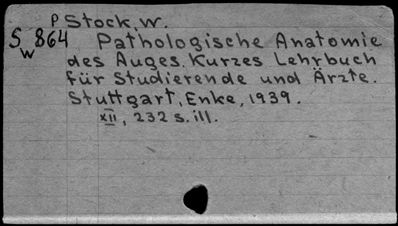 P Stock, W.
S 864 Pathologische Anatomie
W
des Auges. Kurzes Lehrbuch
für Studierende und Ärzte.
Stuttgart, Enke, 1939.
XII, 232 s. ill.